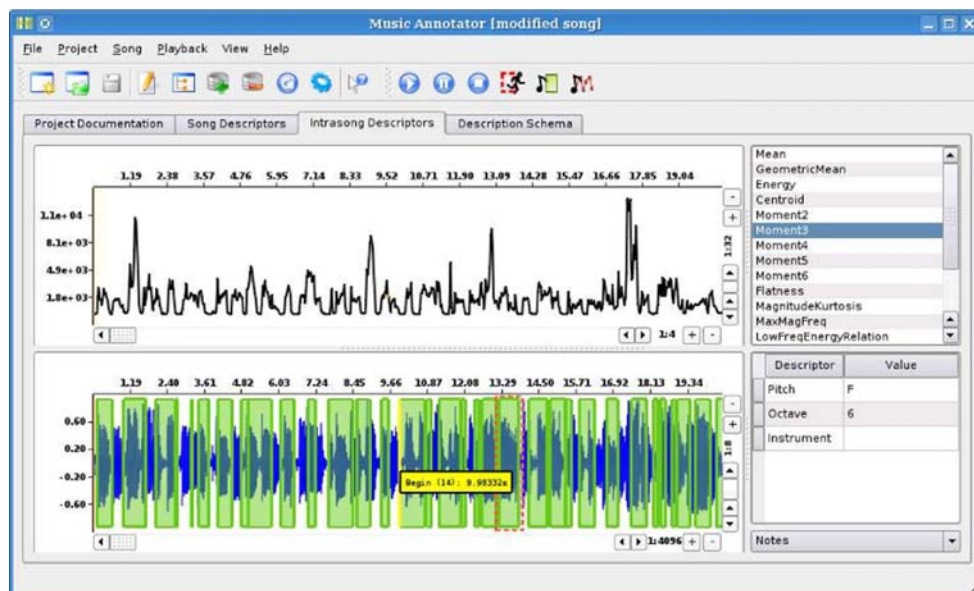 Music Annotator [modified song]
File Project Song Playback View Help
Project Documentation Song Descriptors Intrasong Descriptors Description Schema
1.19 2.38 3.57 4.76 5.95 7.14 8.33 9.52 10.71 11.90 13.09 14.28 15.47 16.66 17.85 19.04
1.1e+04
8.1e+03
4.9e+03
1.8e+03
1:32
1:4
Mean
GeometricMean
Energy
Centroid
Moment2
Moment3
Moment4
Moment5
Moment6
Flatness
MagnitudeKurtosis
MaxMagFreq
LowFreqEnergyRelation
1.19 2.40 3.61 4.82 6.03 7.24 8.45 9.66 10.87 12.08 13.29 14.50 15.71 16.92 18.13 19.34
0.60
0.20
-0.20
-0.60
Begin (14): 9.98332s
1:8
1:4096
Descriptor Value
Pitch F
Octave 6
Instrument
Notes